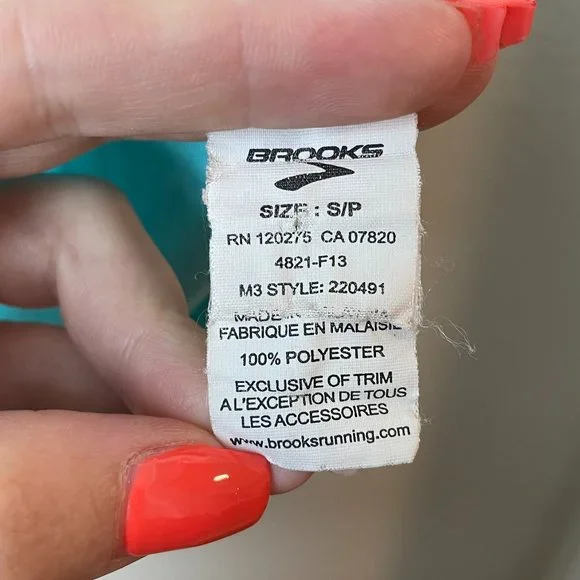 BROOKS
SIZE : S/P
RN 120275 CA 07820
4821-F13
M3 STYLE: 220491
MADE IN
FABRIQUE EN MALAISIE
100% POLYESTER
EXCLUSIVE OF TRIM
A L'EXCEPTION DE TOUS
LES ACCESSOIRES
www.brooksrunning.com